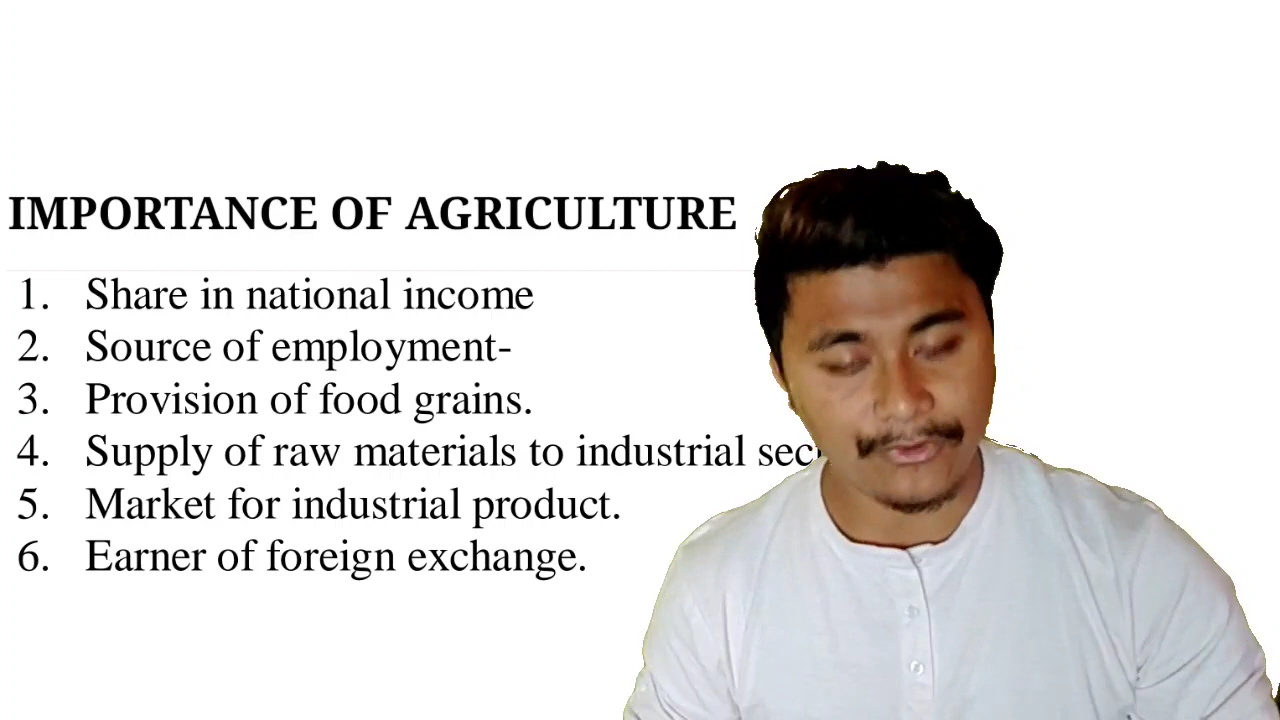 IMPORTANCE OF AGRICULTURE
1. Share in national income
2. Source of employment-
3. Provision of food grains.
4. Supply of raw materials to industrial
5. Market for industrial product.
6. Earner of foreign exchange.